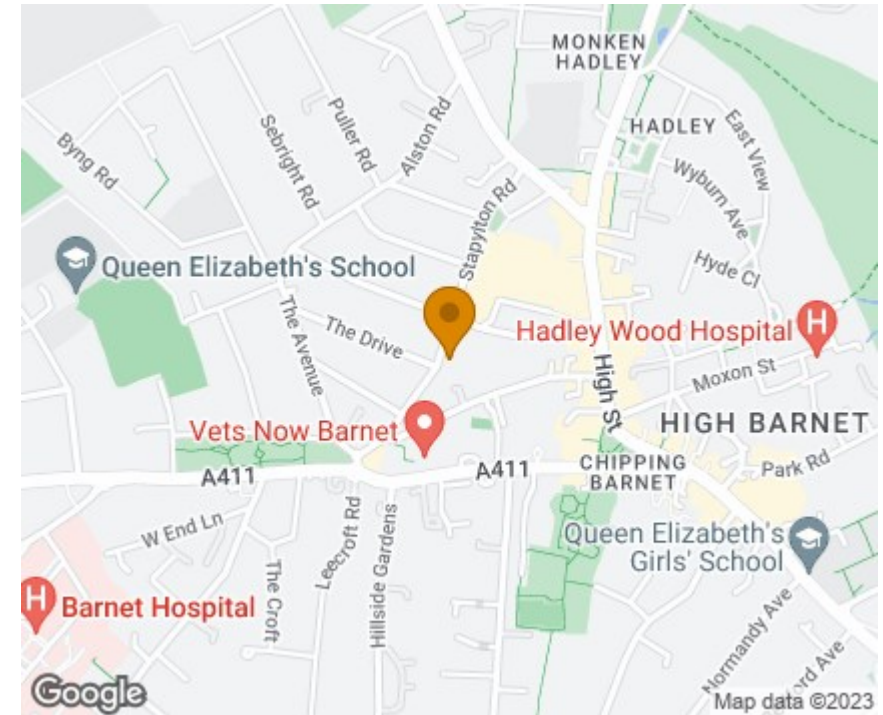 MONKEN
HADLEY
HADLEY
East View
Wyburn Ave
Hyde Cl
Byng Rd
Sebright Rd
Puller Rd
Alston Rd
Stapylton Rd
Queen Elizabeth's School
The Avenue
The Drive
Hadley Wood Hospital
H
High St
Moxon St
Vets Now Barnet
HIGH BARNET
A411
A411
CHIPPING
BARNET
Park Rd
W End Ln
Leecroft Rd
Hillside Gardens
The Croft
Queen Elizabeth's
Girls' School
H
Barnet Hospital
Normandy Ave
ford Ave
Google
Map data ©2023